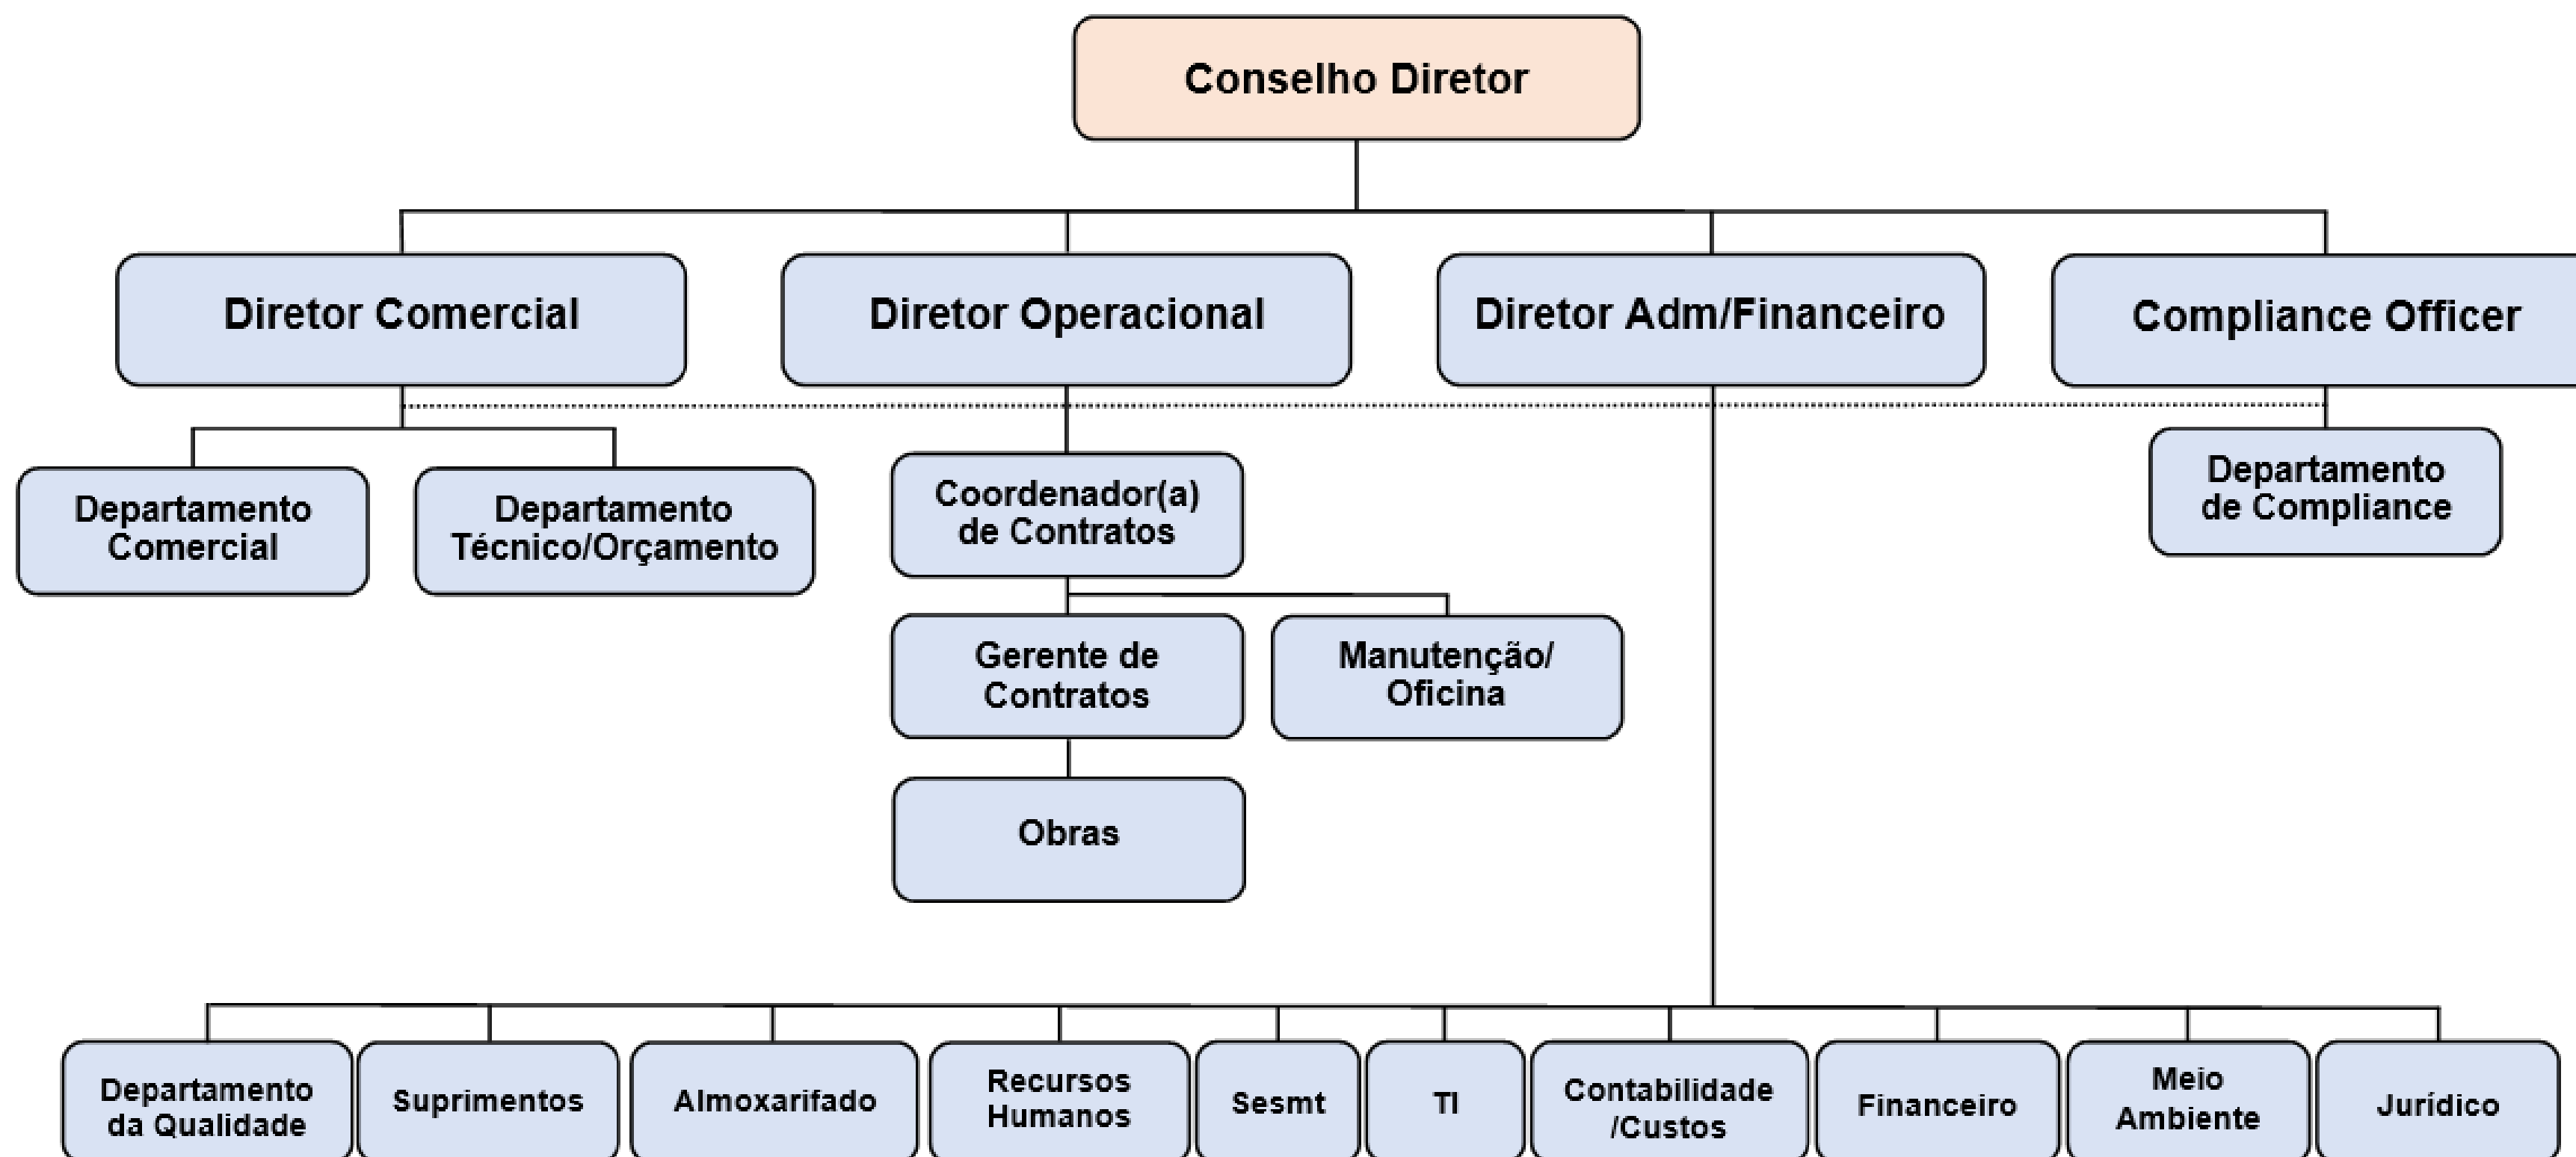 Conselho Diretor
Diretor Comercial
Diretor Operacional
Diretor Adm/Financeiro
Compliance Officer
Departamento
Comercial
Departamento
Técnico/Orçamento
Coordenador(a)
de Contratos
Departamento
de Compliance
Gerente de
Contratos
Manutenção/
Oficina
Obras
Departamento
da Qualidade
Suprimentos
Almoxarifado
Recursos
Humanos
Sesmt
TI
Contabilidade
/Custos
Financeiro
Meio
Ambiente
Jurídico